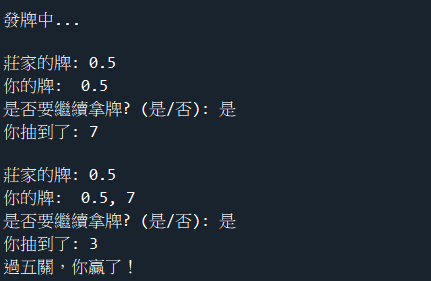 發牌中...
莊家的牌: 0.5
你的牌:  0.5
是否要繼續拿牌? (是/否): 是
你抽到了: 7
莊家的牌: 0.5
你的牌:  0.5, 7
是否要繼續拿牌? (是/否): 是
你抽到了: 3
過五關，你贏了！